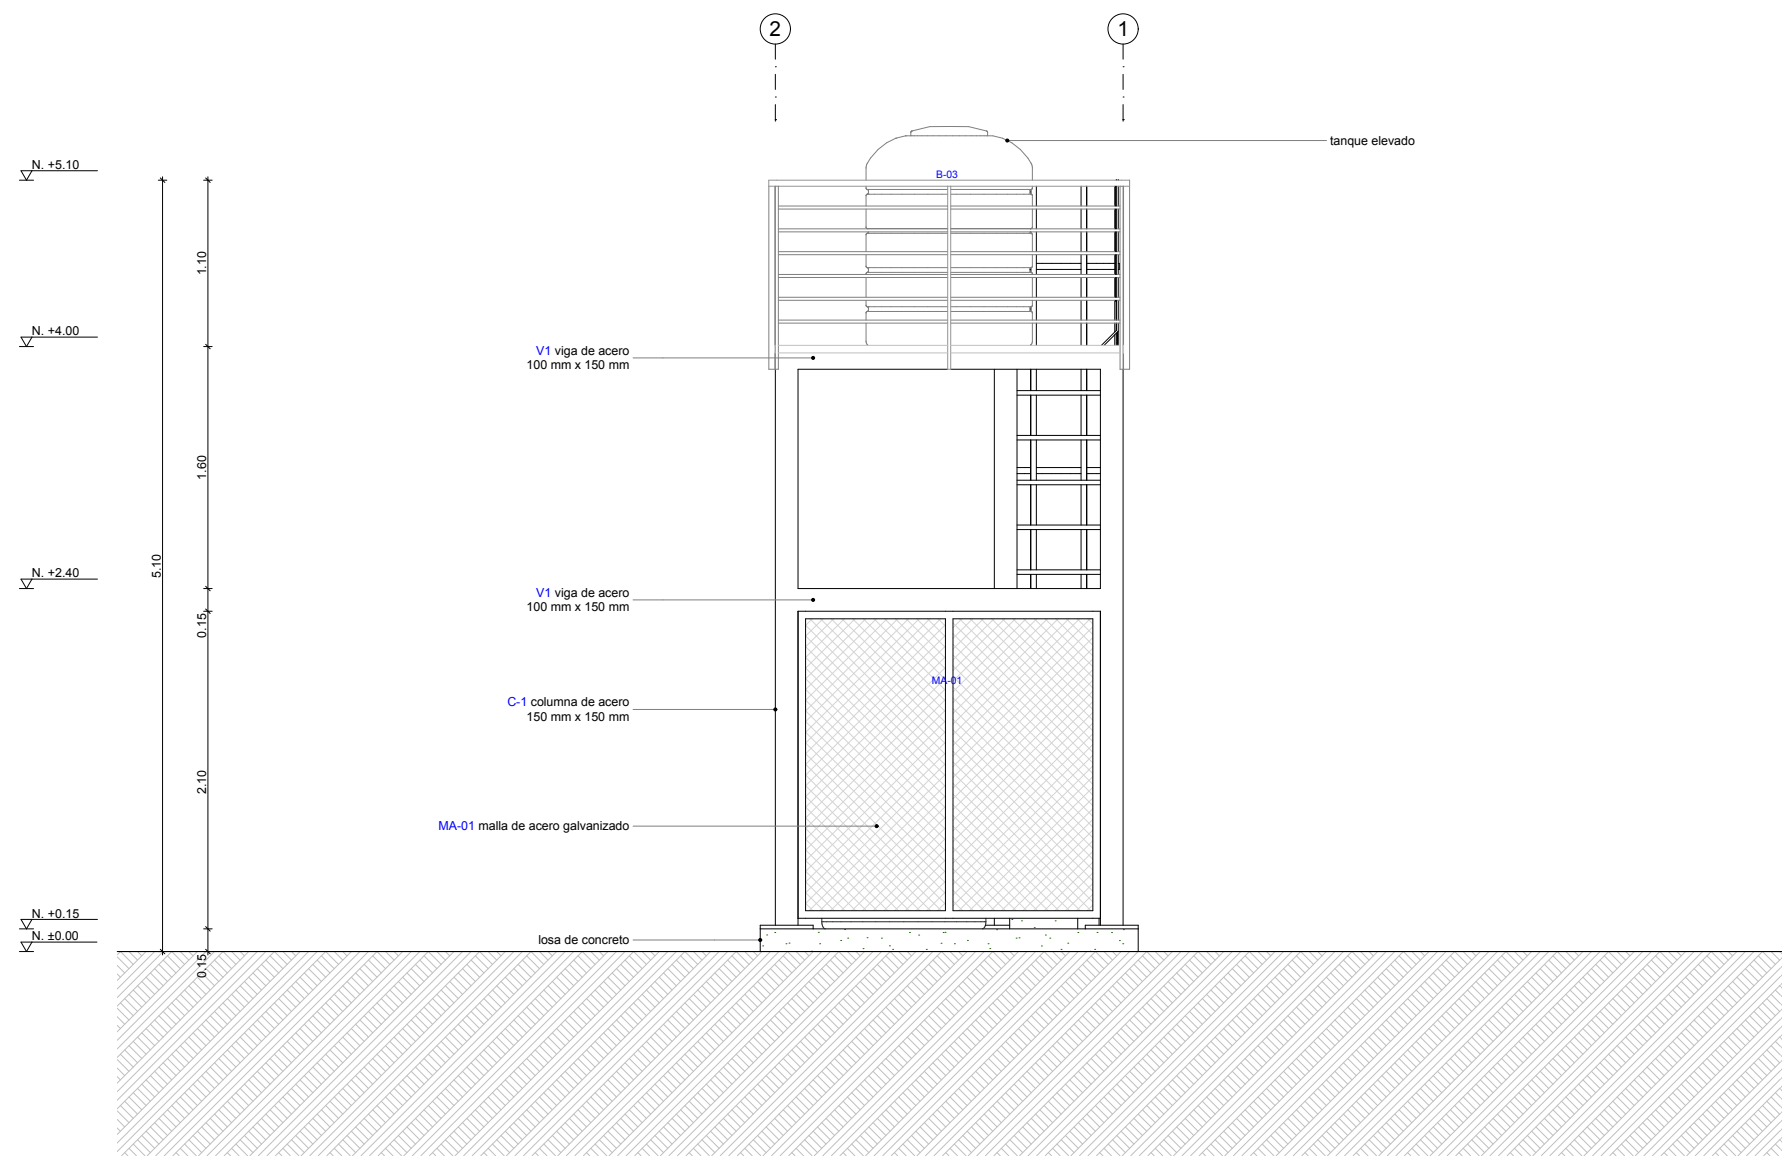 2
1
tanque elevado
N. +5.10
B-03
1.10
N. +4.00
V1 viga de acero
100 mm x 150 mm
1.60
5.10
N. +2.40
V1 viga de acero
100 mm x 150 mm
0.15
MA-01
C-1 columna de acero
150 mm x 150 mm
2.10
MA-01 malla de acero galvanizado
N. +0.15
N. ±0.00
losa de concreto
0.15